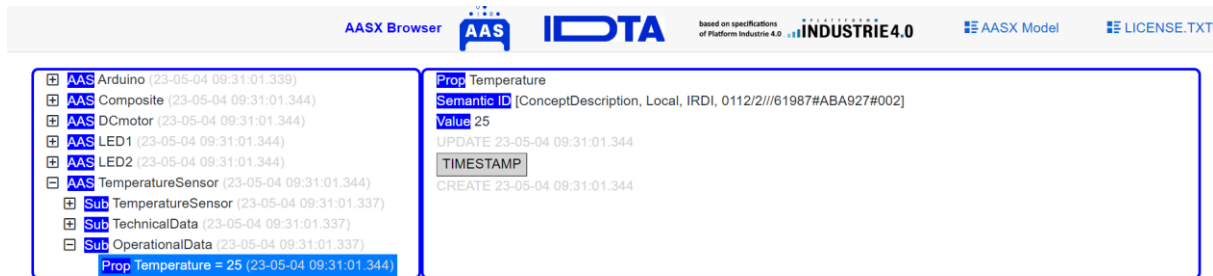 AASX Browser
AAS
IDTA
based on specifications
of Platform Industrie 4.0
PLATTFORM
INDUSTRIE4.0
AASX Model
LICENSE.TXT
AAS Arduino (23-05-04 09:31:01.339)
AAS Composite (23-05-04 09:31:01.344)
AAS DCmotor (23-05-04 09:31:01.344)
AAS LED1 (23-05-04 09:31:01.344)
AAS LED2 (23-05-04 09:31:01.344)
AAS TemperatureSensor (23-05-04 09:31:01.344)
Sub TemperatureSensor (23-05-04 09:31:01.337)
Sub TechnicalData (23-05-04 09:31:01.337)
Sub OperationalData (23-05-04 09:31:01.337)
Prop Temperature = 25 (23-05-04 09:31:01.344)
Prop Temperature
Semantic ID [ConceptDescription, Local, IRDI, 0112/2///61987#ABA927#002]
Value 25
UPDATE 23-05-04 09:31:01.344
TIMESTAMP
CREATE 23-05-04 09:31:01.344